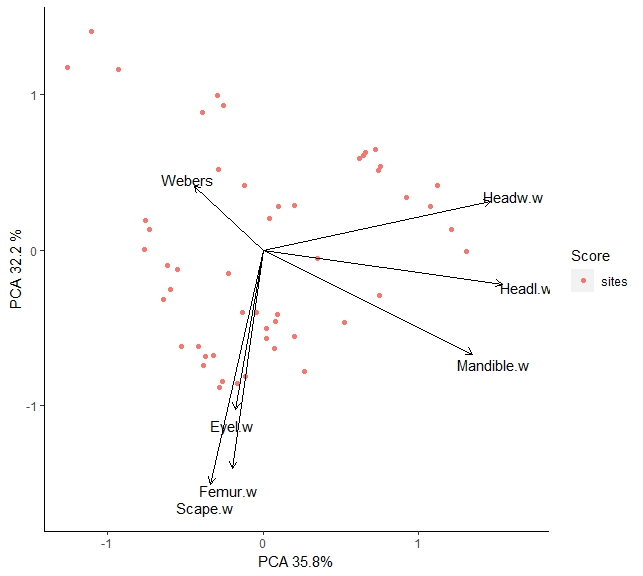 1
0
-1
PCA 32.2 %
Webers
Headw.w
Headl.w
Mandible.w
Eyel.w
Femur.w
Scape.w
-1
0
1
PCA 35.8%
Score
sites